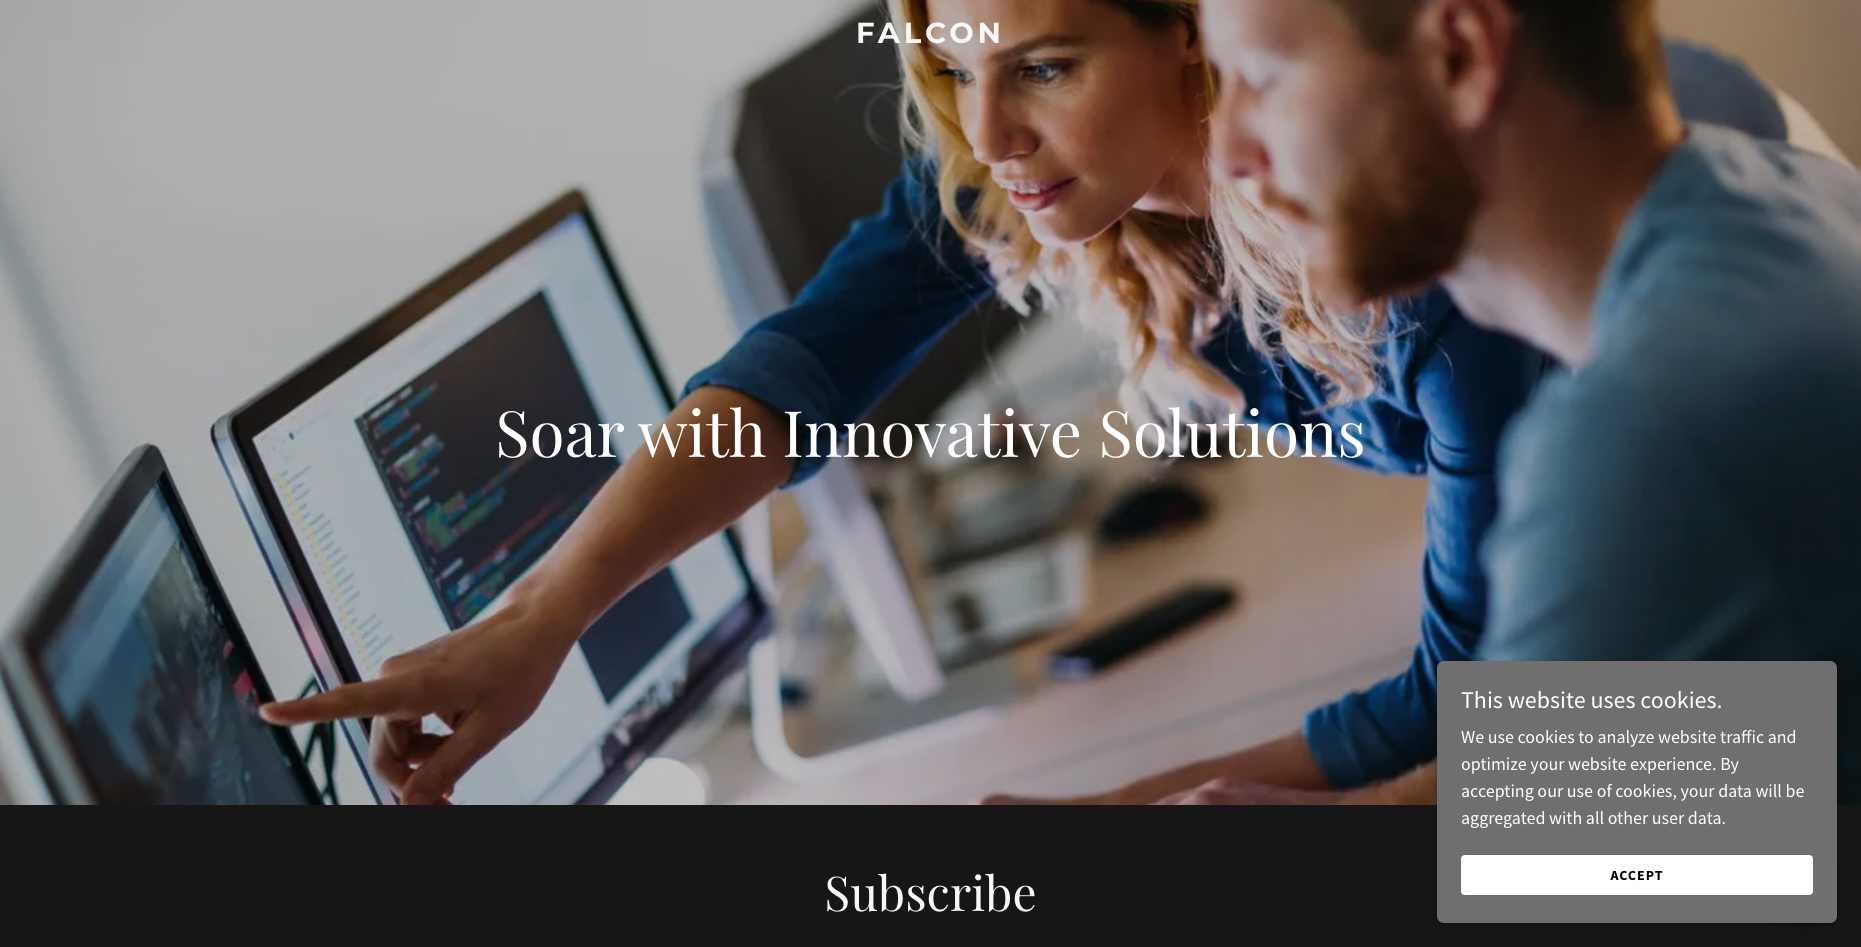 FALCON
Soar with Innovative Solutions
This website uses cookies.
We use cookies to analyze website traffic and
optimize your website experience. By
accepting our use of cookies, your data will be
aggregated with all other user data.
ACCEPT
Subscribe